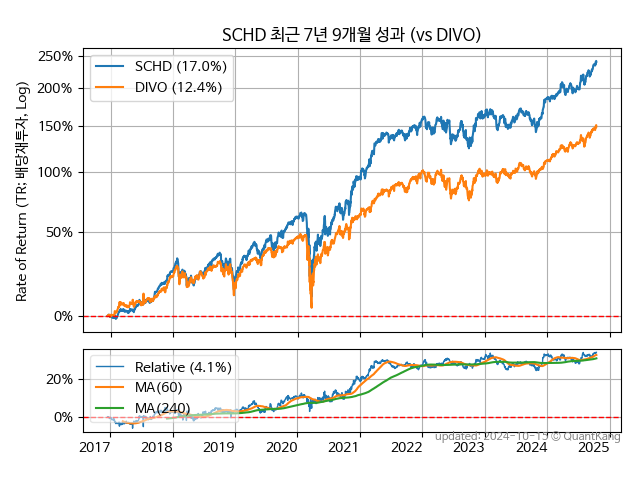 SCHD 최근 7년 9개월 성과 (vs DIVO)
250%
200%
150%
100%
50%
0%
Rate of Return (TR: 배당재투자, Log)
SCHD (17.0%)
DIVO (12.4%)
20%
0%
Relative (4.1%)
MA(60)
MA(240)
2017 2018 2019 2020 2021 2022 2023 2024 2025
updated: 2024-10-15 © QuantKang